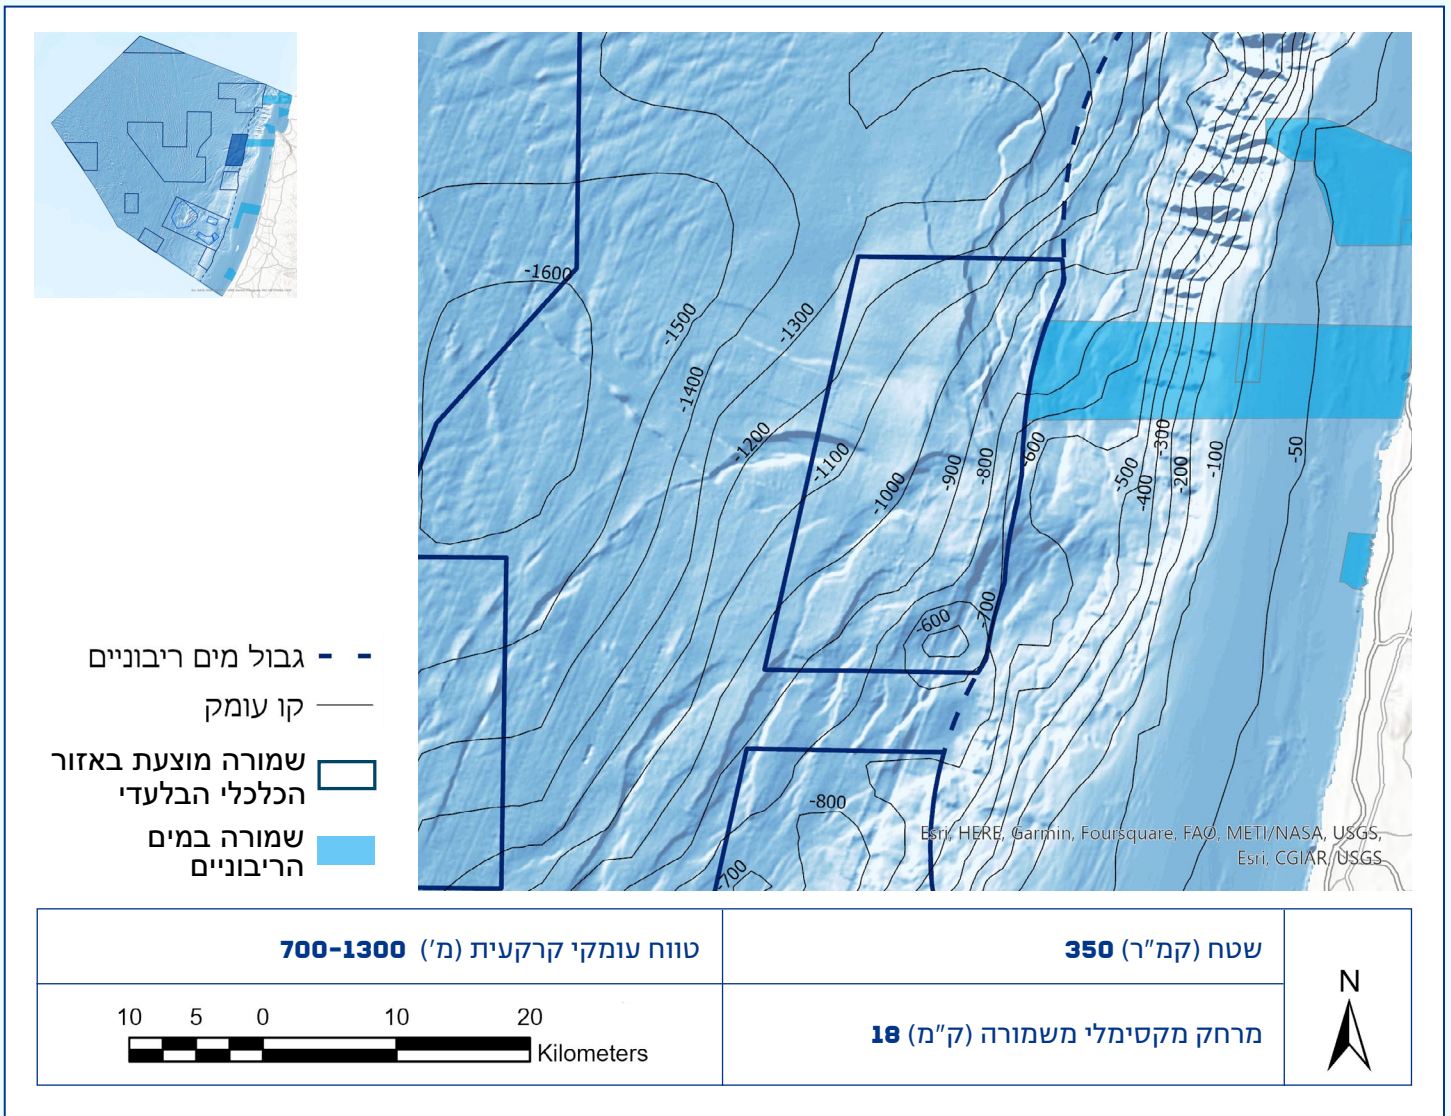 -1600
-1500
-1400
-1300
-1200
-1100
-1000
-900
-800
-600
-500
-400
-300
-200
-100
-50
-600
-700
-800
-700
Esri, HERE, Garmin, Foursquare, FAO, METI/NASA, USGS,
Esri, CGIAR, USGS
גבול מים ריבוניים
קו עומק
שמורה מוצעת באזור
הכלכלי הבלעדי
שמורה במים
הריבוניים
שטח (קמ"ר) 350
טווח עומקי קרקעית (מ') 700-1300
מרחק מקסימלי משמורה (ק"מ) 18
10 5 0 10 20
Kilometers
N